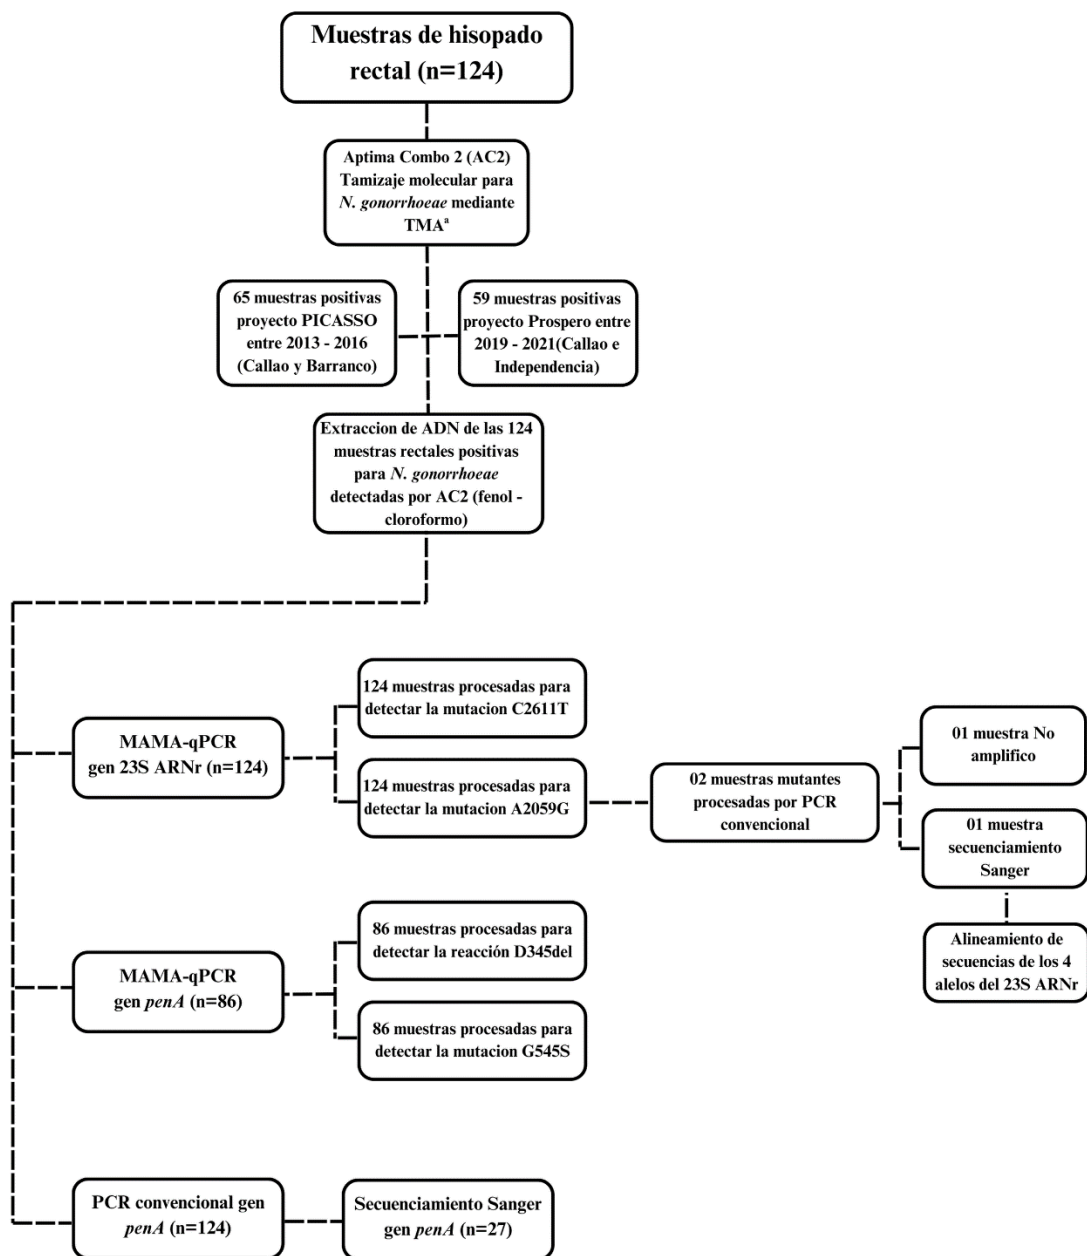 Muestras de hisopado
rectal (n=124)
Aptima Combo 2 (AC2)
Tamizaje molecular para
N. gonorrhoeae mediante
TMAᵃ
65 muestras positivas
proyecto PICASSO
entre 2013 - 2016
(Callao y Barranco)
59 muestras positivas
proyecto Prospero entre
2019 - 2021(Callao e
Independencia)
Extraccion de ADN de las 124
muestras rectales positivas
para N. gonorrhoeae
detectadas por AC2 (fenol -
cloroformo)
MAMA-qPCR
gen 23S ARNr (n=124)
124 muestras procesadas para
detectar la mutacion C2611T
124 muestras procesadas para
detectar la mutacion A2059G
02 muestras mutantes
procesadas por PCR
convencional
01 muestra No
amplifico
01 muestra
secuenciamiento
Sanger
Alineamiento de
secuencias de los 4
alelos del 23S ARNr
MAMA-qPCR
gen penA (n=86)
86 muestras procesadas para
detectar la reacción D345del
86 muestras procesadas para
detectar la mutacion G545S
PCR convencional gen
penA (n=124)
Secuenciamiento Sanger
gen penA (n=27)